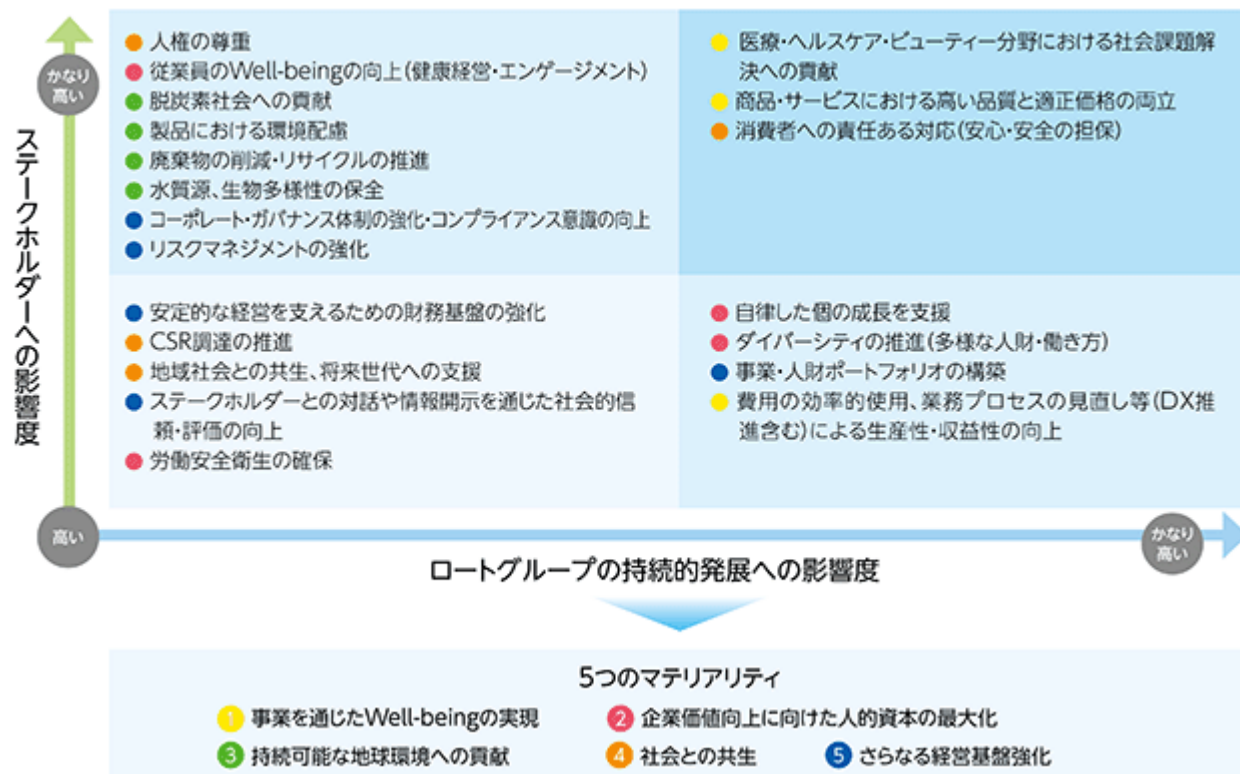 かなり
高い
ステークホルダーへの影響度
人権の尊重
従業員のWell-beingの向上(健康経営・エンゲージメント)
脱炭素社会への貢献
製品における環境配慮
廃棄物の削減・リサイクルの推進
水質源、生物多様性の保全
コーポレート・ガバナンス体制の強化・コンプライアンス意識の向上
リスクマネジメントの強化
医療・ヘルスケア・ビューティー分野における社会課題解
決への貢献
商品・サービスにおける高い品質と適正価格の両立
消費者への責任ある対応(安心・安全の担保)
安定的な経営を支えるための財務基盤の強化
CSR調達の推進
地域社会との共生、将来世代への支援
ステークホルダーとの対話や情報開示を通じた社会的信
頼・評価の向上
労働安全衛生の確保
自律した個の成長を支援
ダイバーシティの推進(多様な人財・働き方)
事業・人財ポートフォリオの構築
費用の効率的使用、業務プロセスの見直し等(DX推
進含む)による生産性・収益性の向上
高い
かなり
高い
ロートグループの持続的発展への影響度
5つのマテリアリティ
1 事業を通じたWell-beingの実現
2 企業価値向上に向けた人的資本の最大化
3 持続可能な地球環境への貢献
4 社会との共生
5 さらなる経営基盤強化